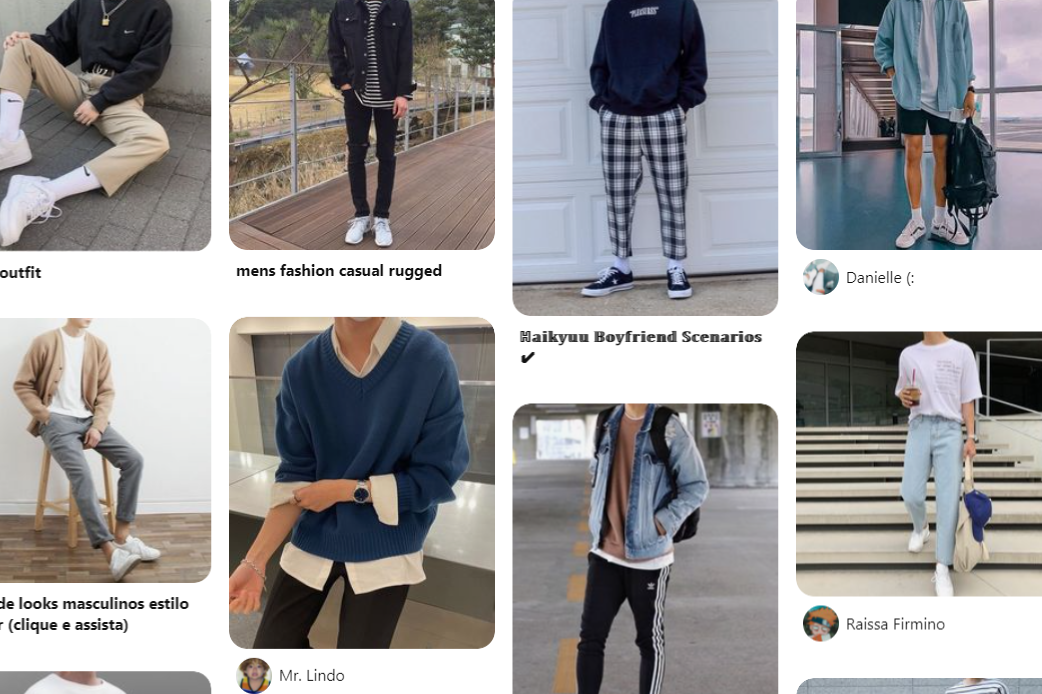 outfit
de looks masculinos estilo
r (clique e assista)
mens fashion casual rugged
Mr. Lindo
Haikyuu Boyfriend Scenarios
✔
Danielle (:
Raissa Firmino